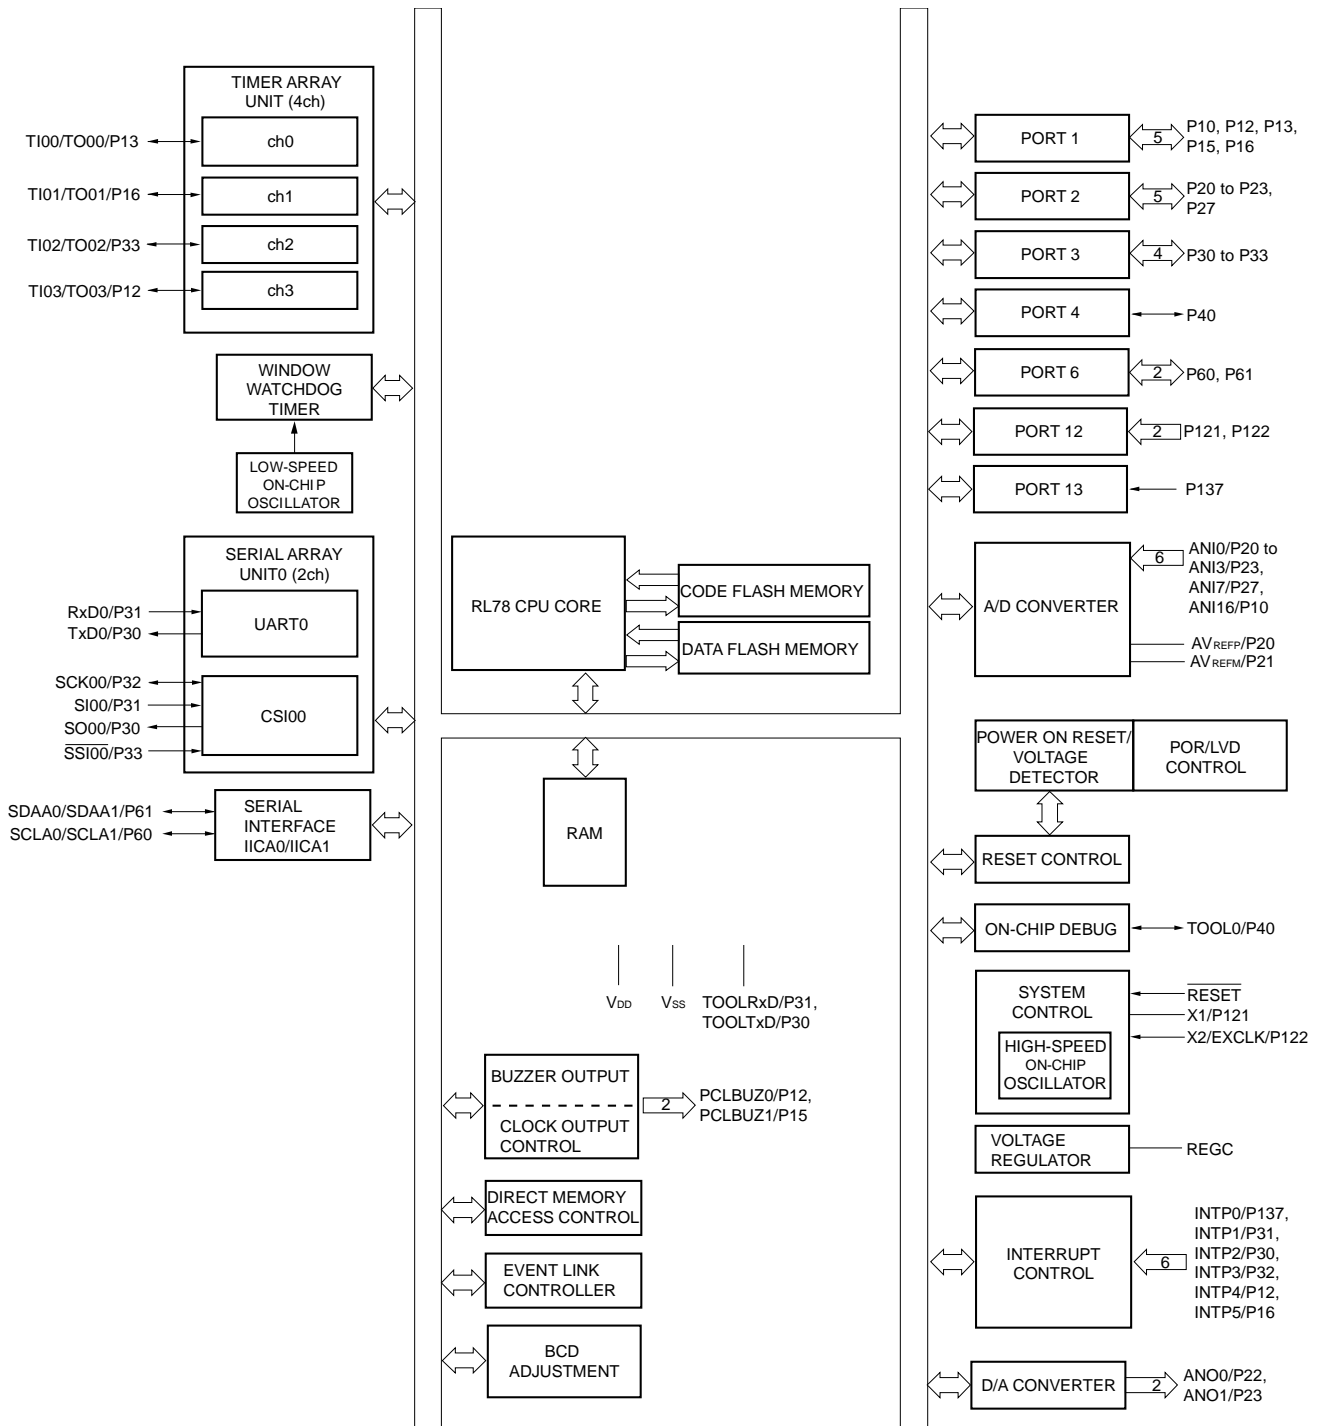 TIMER ARRAY
UNIT (4ch)
TI00/TO00/P13
ch0
TI01/TO01/P16
ch1
TI02/TO02/P33
ch2
TI03/TO03/P12
ch3
WINDOW
WATCHDOG
TIMER
LOW-SPEED
ON-CHIP
OSCILLATOR
SERIAL ARRAY
UNIT0 (2ch)
RxD0/P31
TxD0/P30
UART0
SCK00/P32
SI00/P31
SO00/P30
SSI00/P33
CSI00
SDAA0/SDAA1/P61
SCLA0/SCLA1/P60
SERIAL
INTERFACE
IICA0/IICA1
RL78 CPU CORE
CODE FLASH MEMORY
DATA FLASH MEMORY
RAM
VDD
VSS
TOOLRxD/P31,
TOOLTxD/P30
BUZZER OUTPUT
CLOCK OUTPUT
CONTROL
2
PCLBUZ0/P12,
PCLBUZ1/P15
DIRECT MEMORY
ACCESS CONTROL
EVENT LINK
CONTROLLER
BCD
ADJUSTMENT
PORT 1
5
P10, P12, P13,
P15, P16
PORT 2
5
P20 to P23,
P27
PORT 3
4
P30 to P33
PORT 4
P40
PORT 6
2
P60, P61
PORT 12
2
P121, P122
PORT 13
P137
A/D CONVERTER
6
ANI0/P20 to
ANI3/P23,
ANI7/P27,
ANI16/P10
AVREFP/P20
AVREFM/P21
POWER ON RESET/
VOLTAGE
DETECTOR
POR/LVD
CONTROL
RESET CONTROL
ON-CHIP DEBUG
TOOL0/P40
SYSTEM
CONTROL
HIGH-SPEED
ON-CHIP
OSCILLATOR
RESET
X1/P121
X2/EXCLK/P122
VOLTAGE
REGULATOR
REGC
INTERRUPT
CONTROL
6
INTP0/P137,
INTP1/P31,
INTP2/P30,
INTP3/P32,
INTP4/P12,
INTP5/P16
D/A CONVERTER
2
ANO0/P22,
ANO1/P23